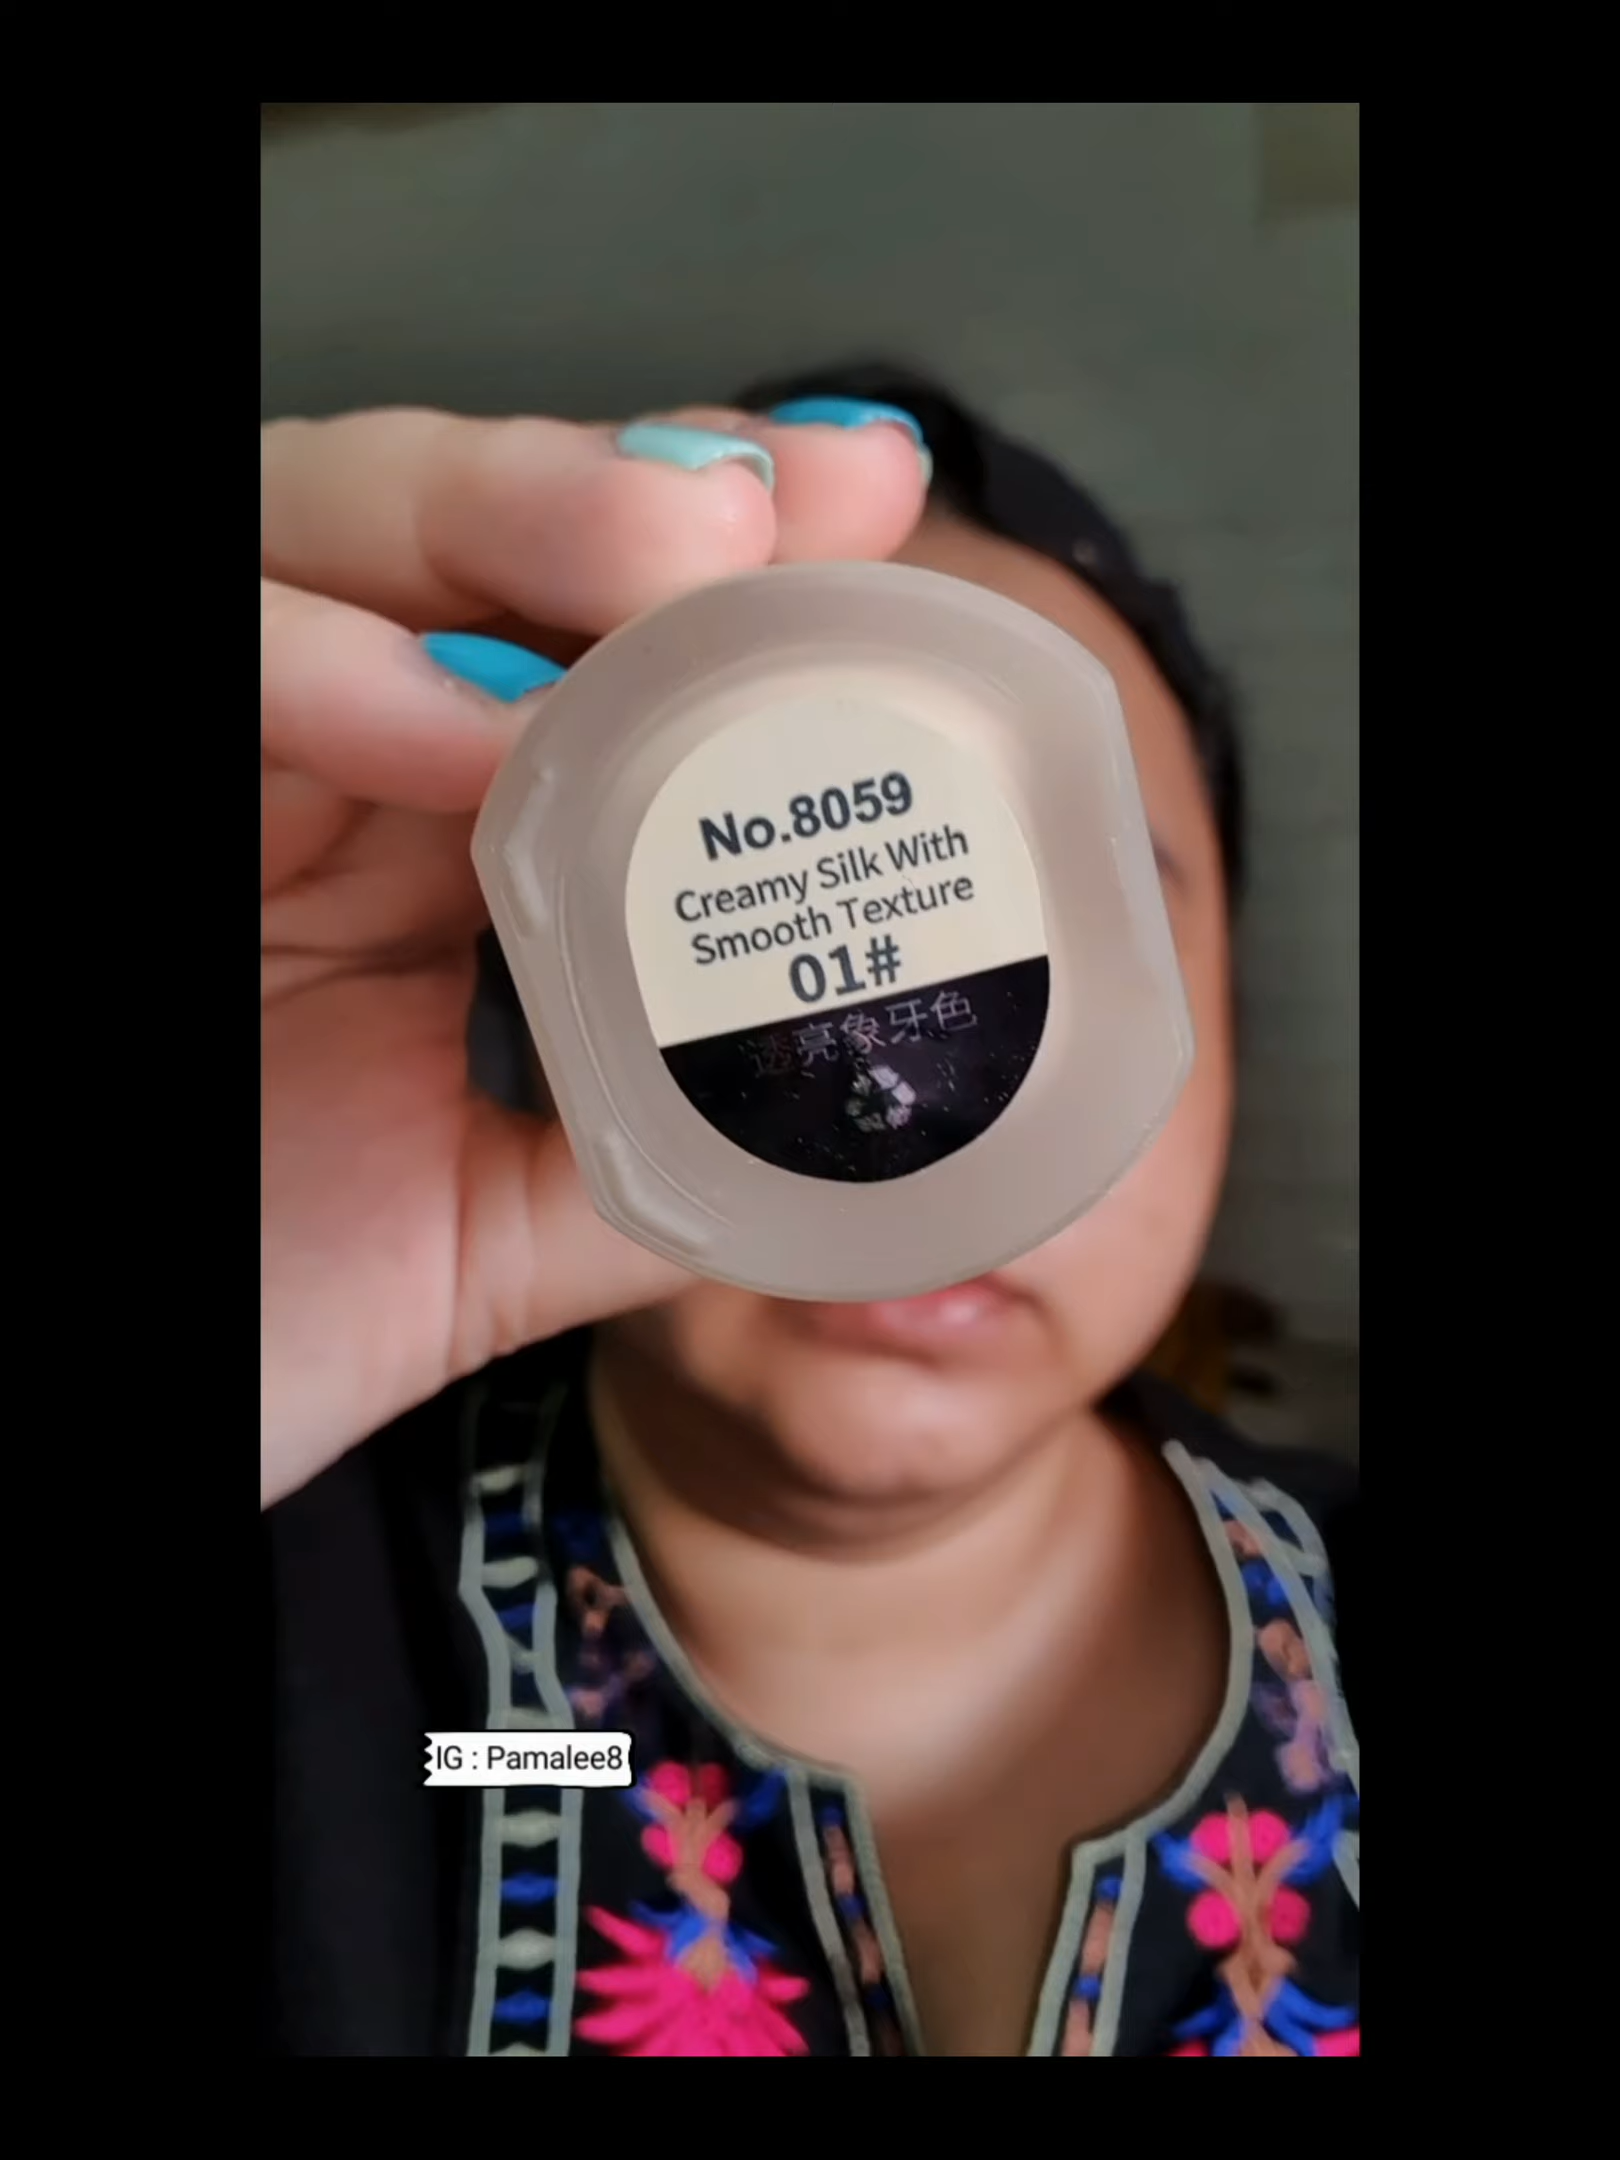 No.8059
Creamy Silk With
Smooth Texture
01#
透亮象牙色
IG : Pamalee8